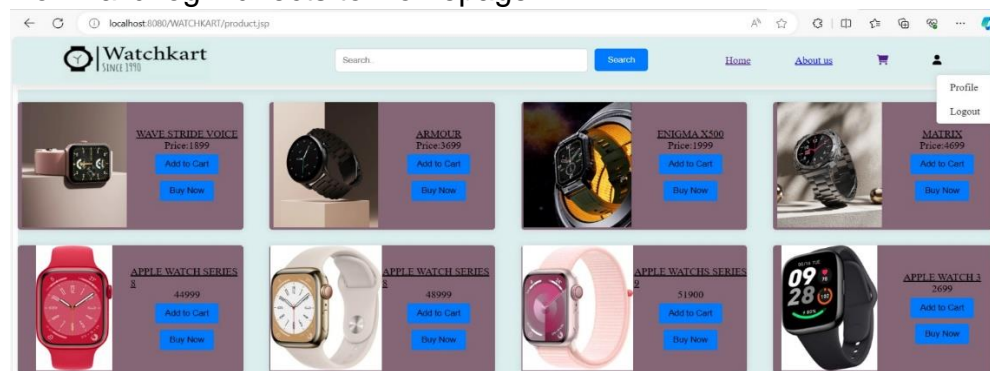 localhost:8080/WATCHKART/product.jsp
Watchkart
SINCE 1990
Search..
Search
Home
About us
Profile
Logout
WAVE STRIDE VOICE
Price:1899
Add to Cart
Buy Now
ARMOUR
Price:3699
Add to Cart
Buy Now
ENIGMA X500
Price:1999
Add to Cart
Buy Now
MATRIX
Price:4699
Add to Cart
Buy Now
APPLE WATCH SERIES
8
44999
Add to Cart
Buy Now
APPLE WATCH SERIES
8
48999
Add to Cart
Buy Now
APPLE WATCHS SERIES
9
51900
Add to Cart
Buy Now
09
28
APPLE WATCH 3
2699
Add to Cart
Buy Now